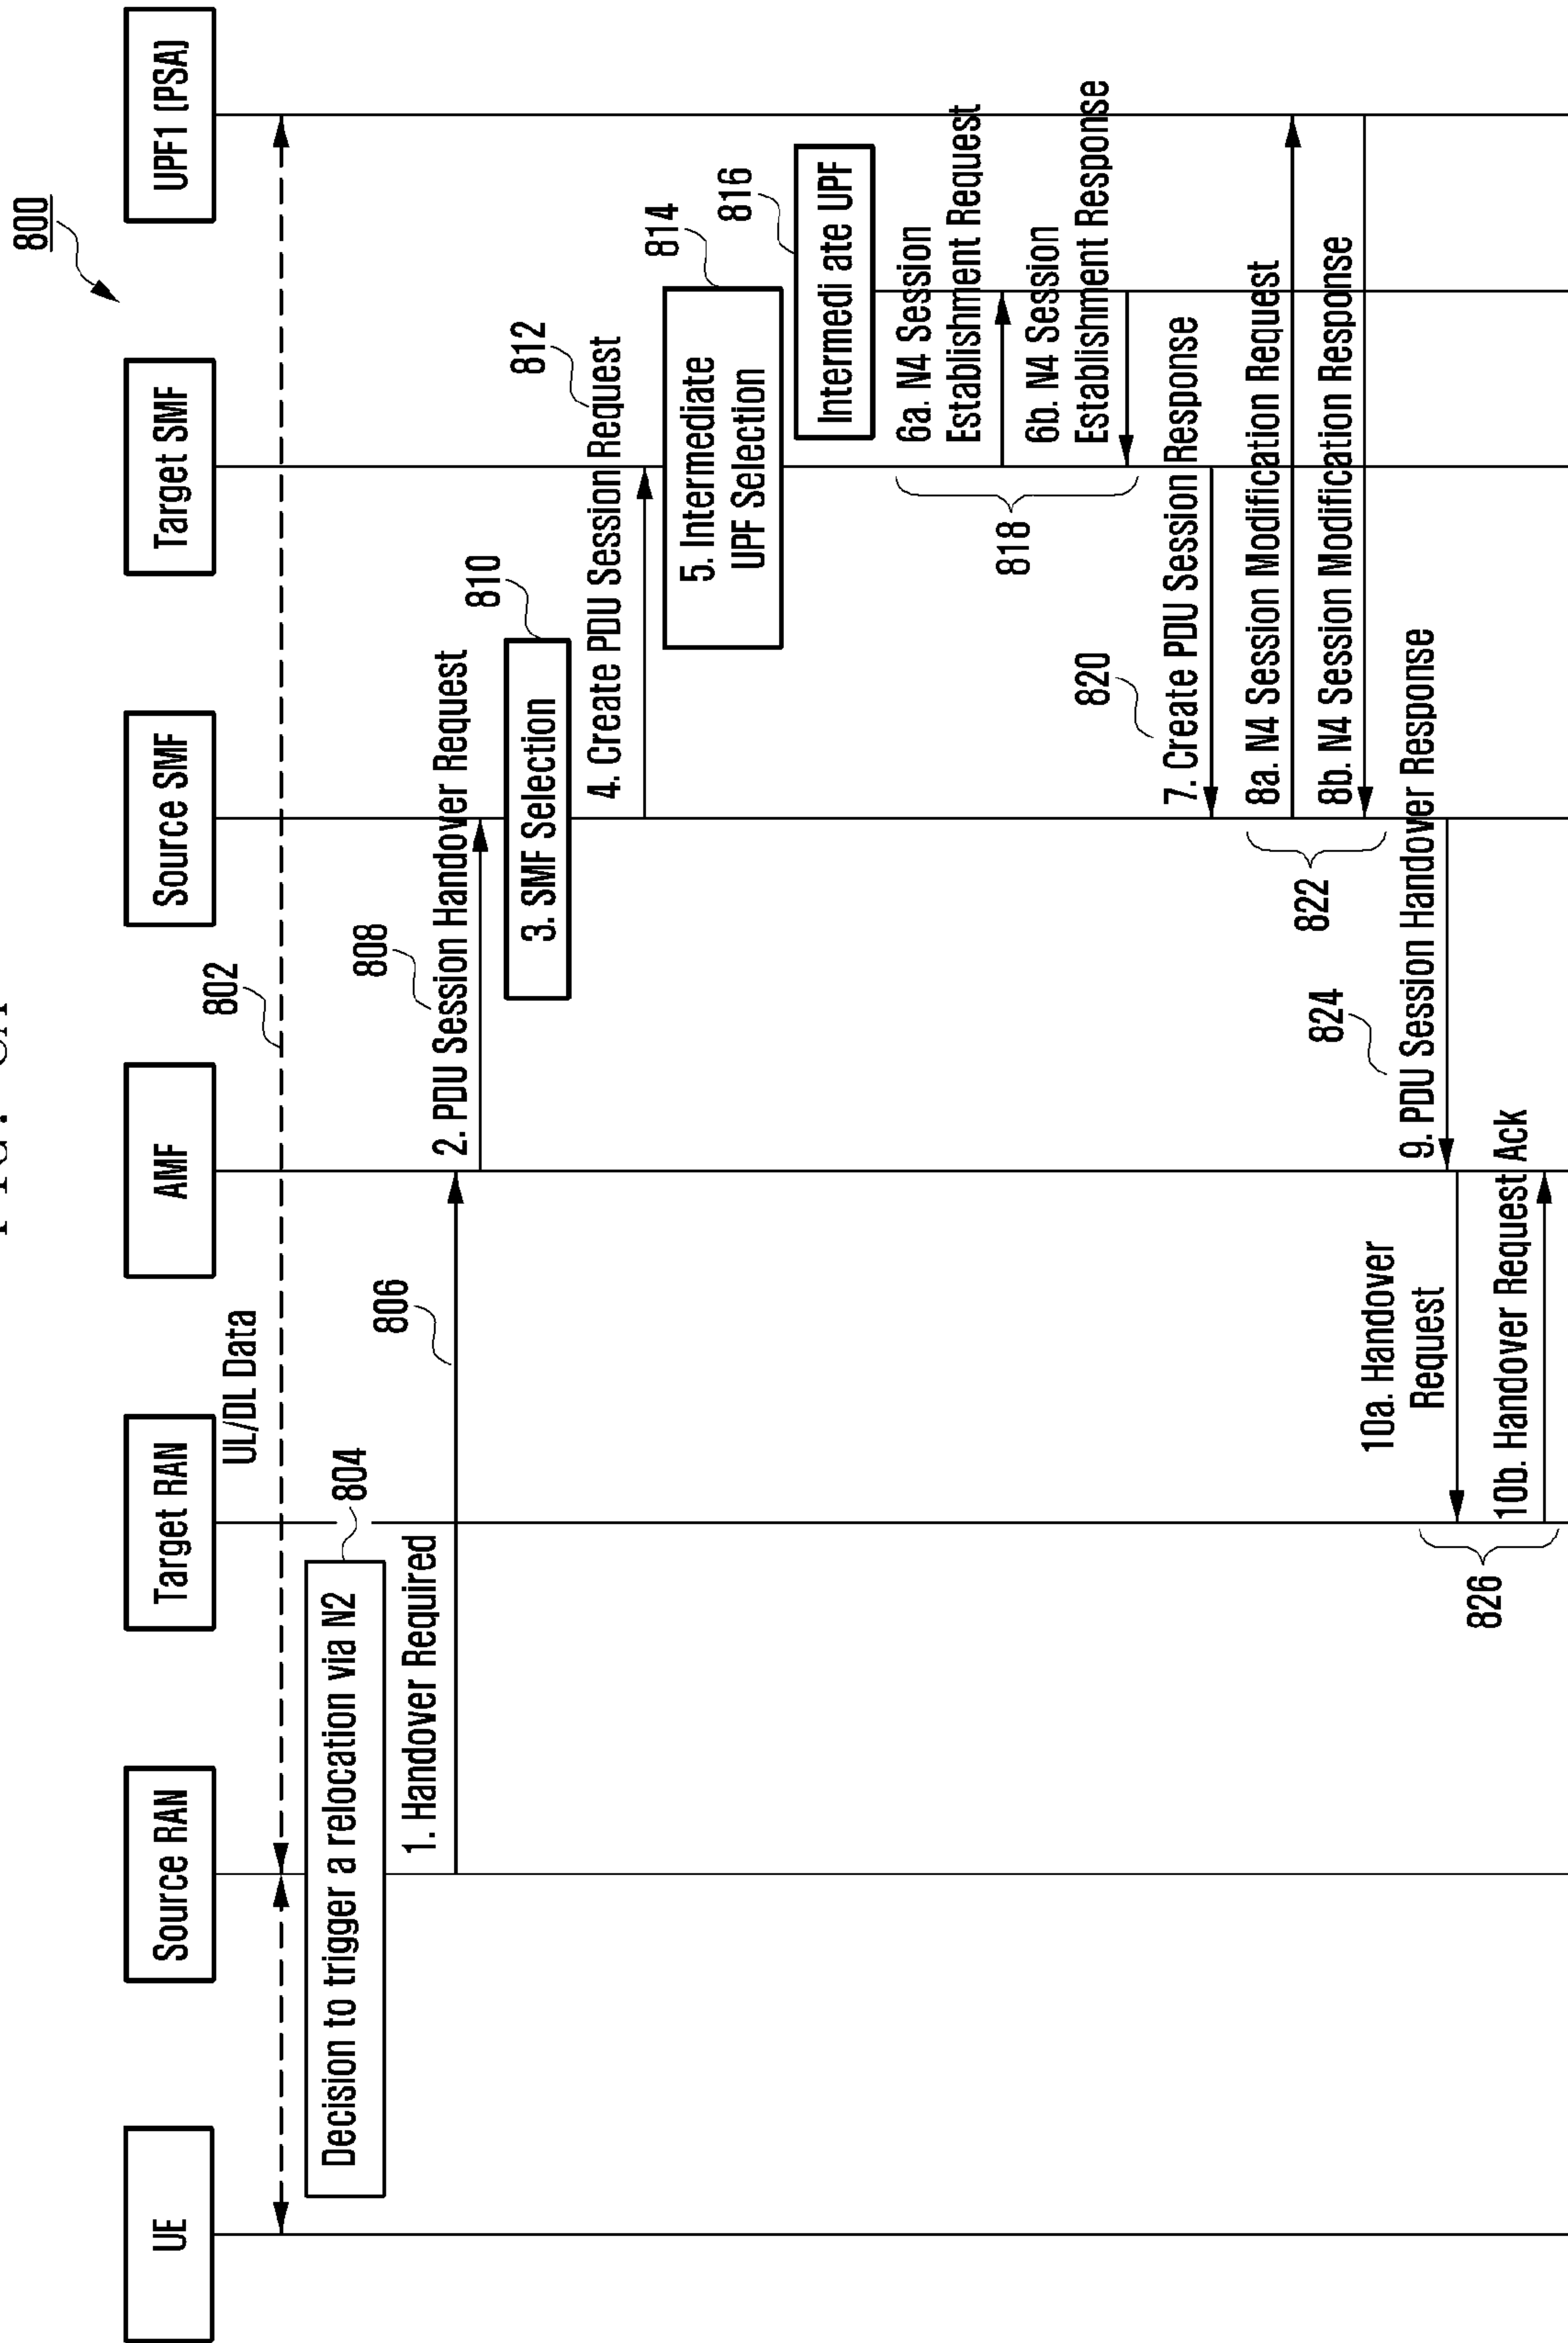 800
UE
Source RAN
Target RAN
AMF
Source SMF
Target SMF
UPF1 (PSA)
UL/DL Data
802
Decision to trigger a relocation via N2
804
1. Handover Required
806
808
2. PDU Session Handover Request
810
3. SMF Selection
812
4. Create PDU Session Request
814
5. Intermediate
UPF Selection
816
Intermedi ate UPF
6a. N4 Session
Establishment Request
6b. N4 Session
Establishment Response
818
820
7. Create PDU Session Response
8a. N4 Session Modification Request
8b. N4 Session Modification Response
822
824
9. PDU Session Handover Response
10a. Handover
Request
10b. Handover Request Ack
826